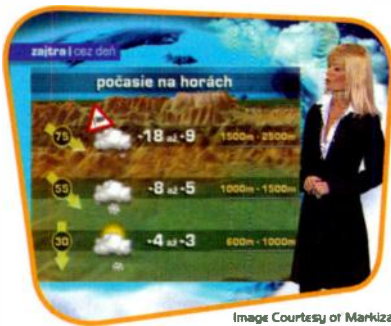 zajtra | cez deň
počasie na horách
75 -18 až -9 1500m - 2500m
55 -8 až -5 1000m - 1500m
30 -4 až -3 600m - 1000m
Image Courtesy of Markiza